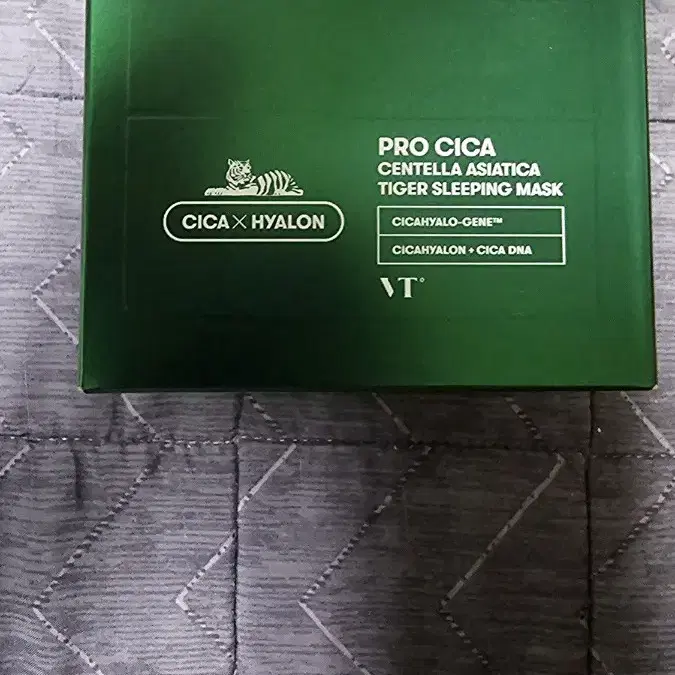 CICA × HYALON
PRO CICA
CENTELLA ASIATICA
TIGER SLEEPING MASK
CICAHYALO-GENE™
CICAHYALON + CICA DNA
VT°